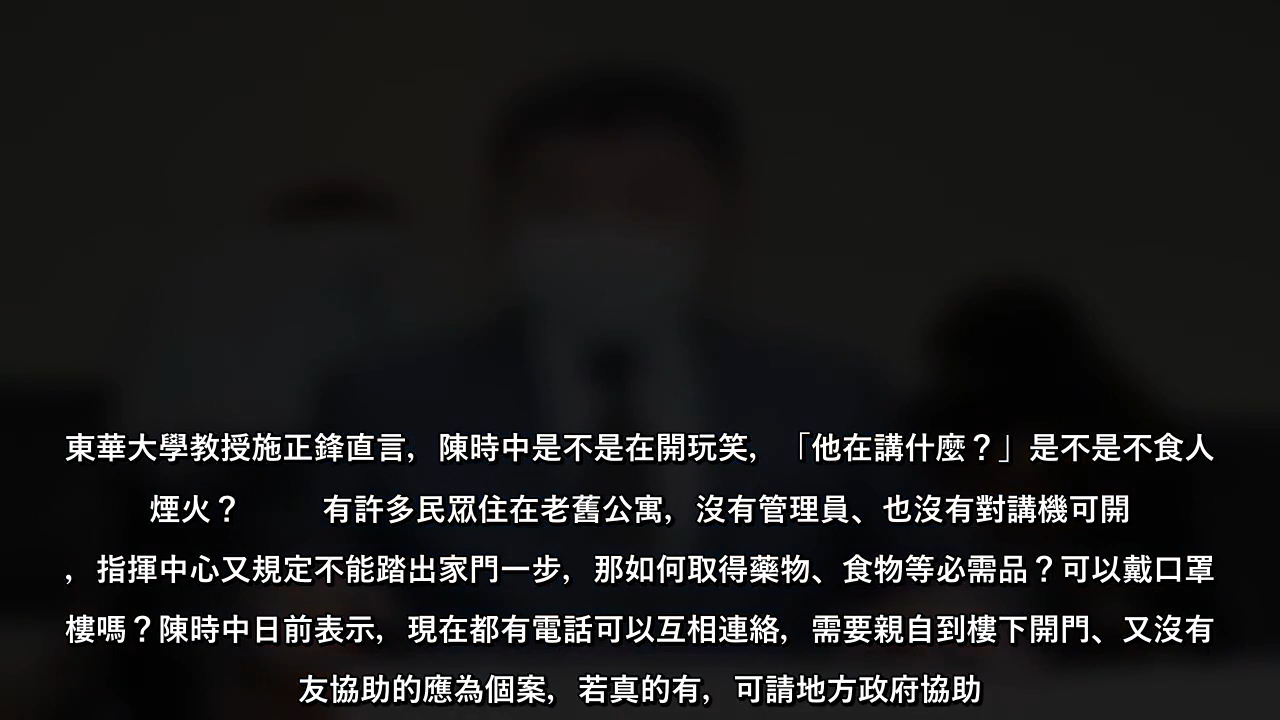 東華大學教授施正鋒直言，陳時中是不是在開玩笑，「他在講什麼？」是不是不食人
煙火？　　有許多民眾住在老舊公寓，沒有管理員、也沒有對講機可開
，指揮中心又規定不能踏出家門一步，那如何取得藥物、食物等必需品？可以戴口罩
樓嗎？陳時中日前表示，現在都有電話可以互相連絡，需要親自到樓下開門、又沒有
友協助的應為個案，若真的有，可請地方政府協助